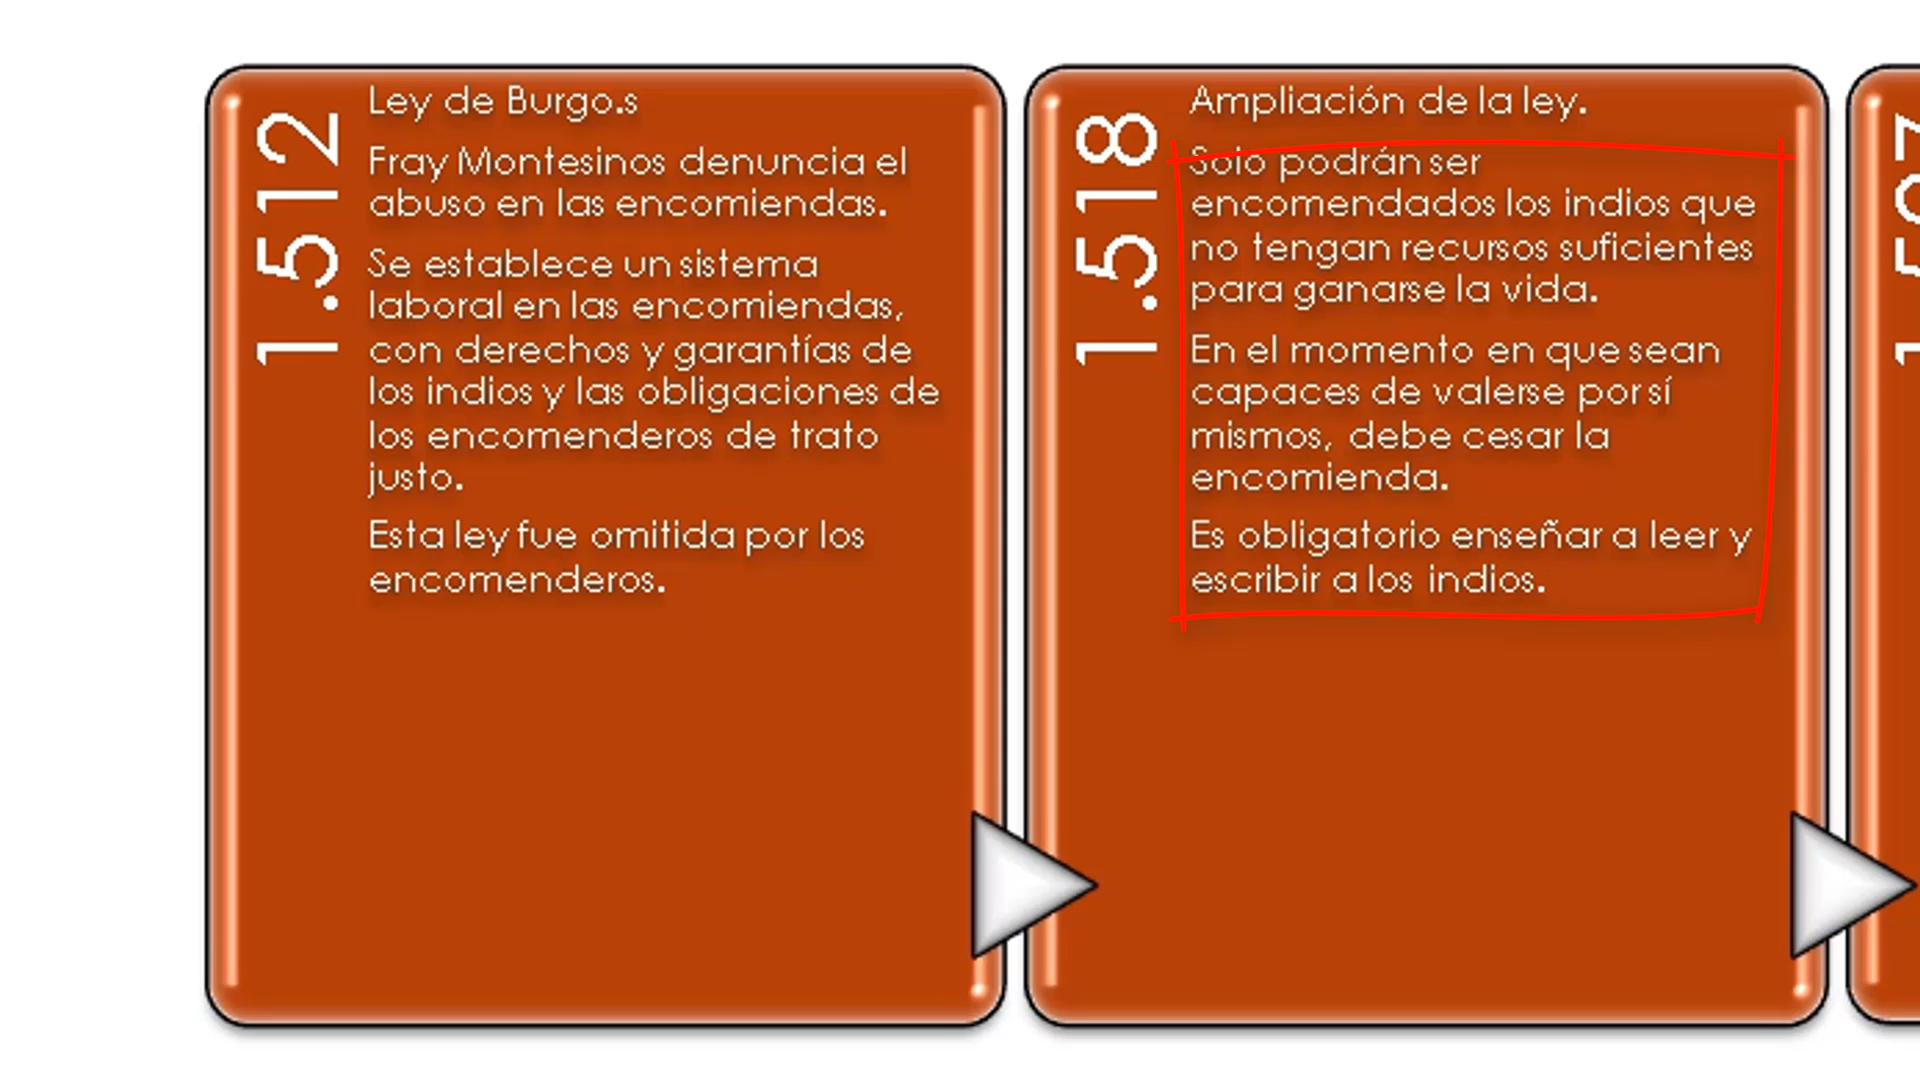 1.512
Ley de Burgo.s
Fray Montesinos denuncia el
abuso en las encomiendas.
Se establece un sistema
laboral en las encomiendas,
con derechos y garantías de
los indios y las obligaciones de
los encomenderos de trato
justo.
Esta ley fue omitida por los
encomenderos.
1.518
Ampliación de la ley.
Solo podrán ser
encomendados los indios que
no tengan recursos suficientes
para ganarse la vida.
En el momento en que sean
capaces de valerse por sí
mismos, debe cesar la
encomienda.
Es obligatorio enseñar a leer y
escribir a los indios.